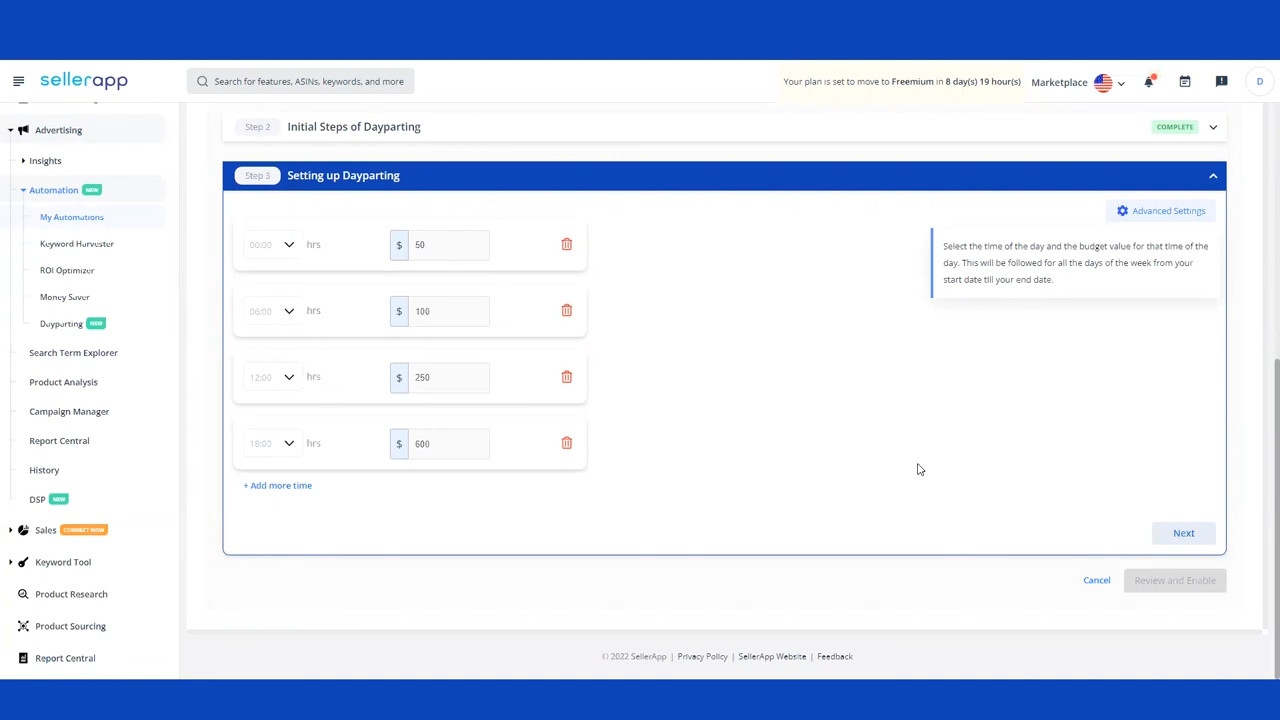 sellerapp
Search for features, ASINs, keywords, and more
Your plan is set to move to Freemium in 8 day(s) 19 hour(s)
Marketplace
D
Advertising
Insights
Automation NEW
My Automations
Keyword Harvester
ROI Optimizer
Money Saver
Dayparting NEW
Search Term Explorer
Product Analysis
Campaign Manager
Report Central
History
DSP NEW
Sales CONNECT NOW
Keyword Tool
Product Research
Product Sourcing
Report Central
Step 2 Initial Steps of Dayparting COMPLETE
Step 3 Setting up Dayparting
Advanced Settings
Select the time of the day and the budget value for that time of the
day. This will be followed for all the days of the week from your
start date till your end date.
00:00 hrs $ 50
06:00 hrs $ 100
12:00 hrs $ 250
18:00 hrs $ 600
+ Add more time
Next
Cancel Review and Enable
© 2022 SellerApp | Privacy Policy | SellerApp Website | Feedback